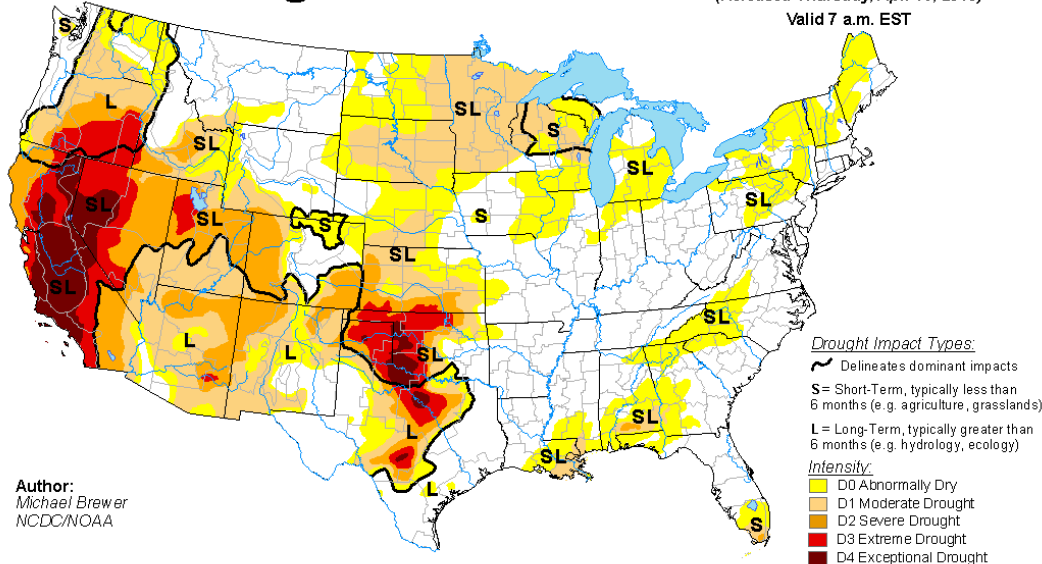 Valid 7 a.m. EST
S
L
SL
SL
S
SL
SL
SL
S
S
SL
SL
SL
L
L
SL
SL
L
SL
SL
L
S
Drought Impact Types:
Delineates dominant impacts
S = Short-Term, typically less than
6 months (e.g. agriculture, grasslands)
L = Long-Term, typically greater than
6 months (e.g. hydrology, ecology)
Intensity:
D0 Abnormally Dry
D1 Moderate Drought
D2 Severe Drought
D3 Extreme Drought
D4 Exceptional Drought
Author:
Michael Brewer
NCDC/NOAA